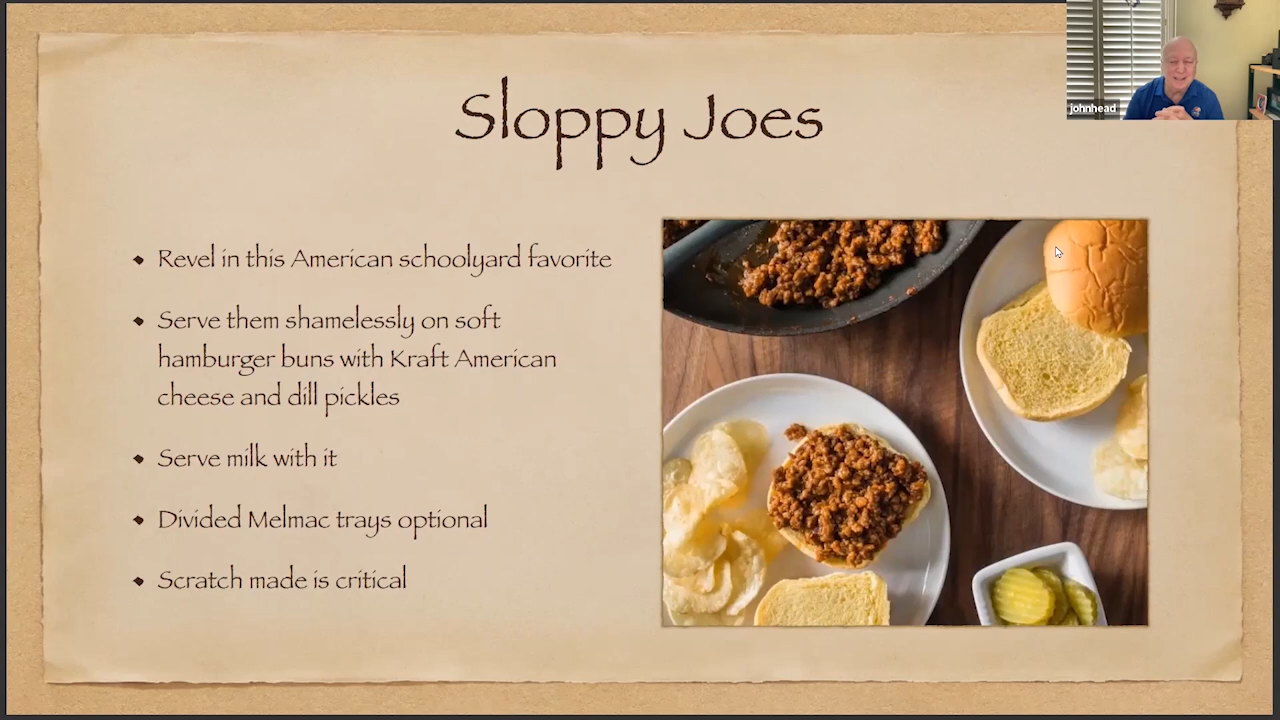 Sloppy Joes
johnhead
Revel in this American schoolyard favorite
Serve them shamelessly on soft
hamburger buns with Kraft American
cheese and dill pickles
Serve milk with it
Divided Melmac trays optional
Scratch made is critical